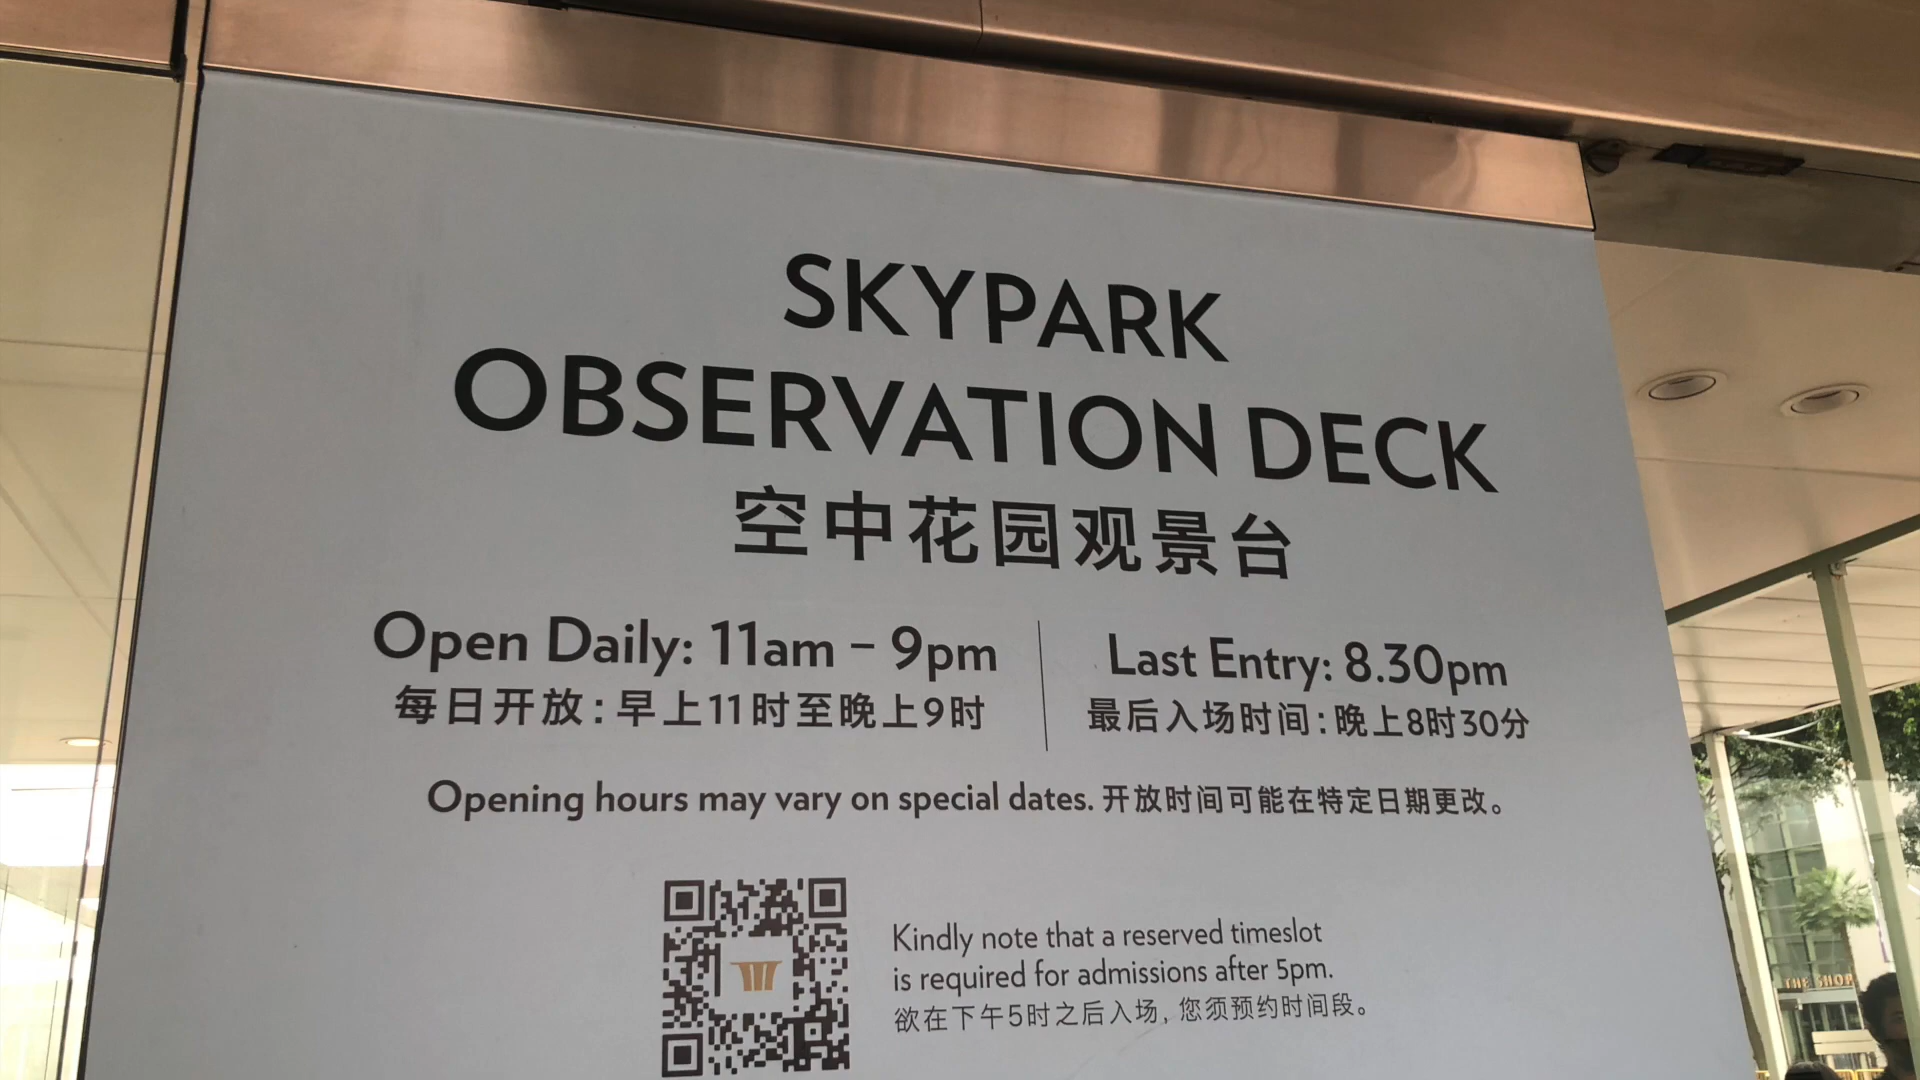 SKYPARK
OBSERVATION DECK
空中花园观景台
Open Daily: 11am – 9pm
每日开放:早上11时至晚上9时
Last Entry: 8.30pm
最后入场时间:晚上8时30分
Opening hours may vary on special dates. 开放时间可能在特定日期更改。
Kindly note that a reserved timeslot
is required for admissions after 5pm.
欲在下午5时之后入场, 您须预约时间段。
THE SHOP